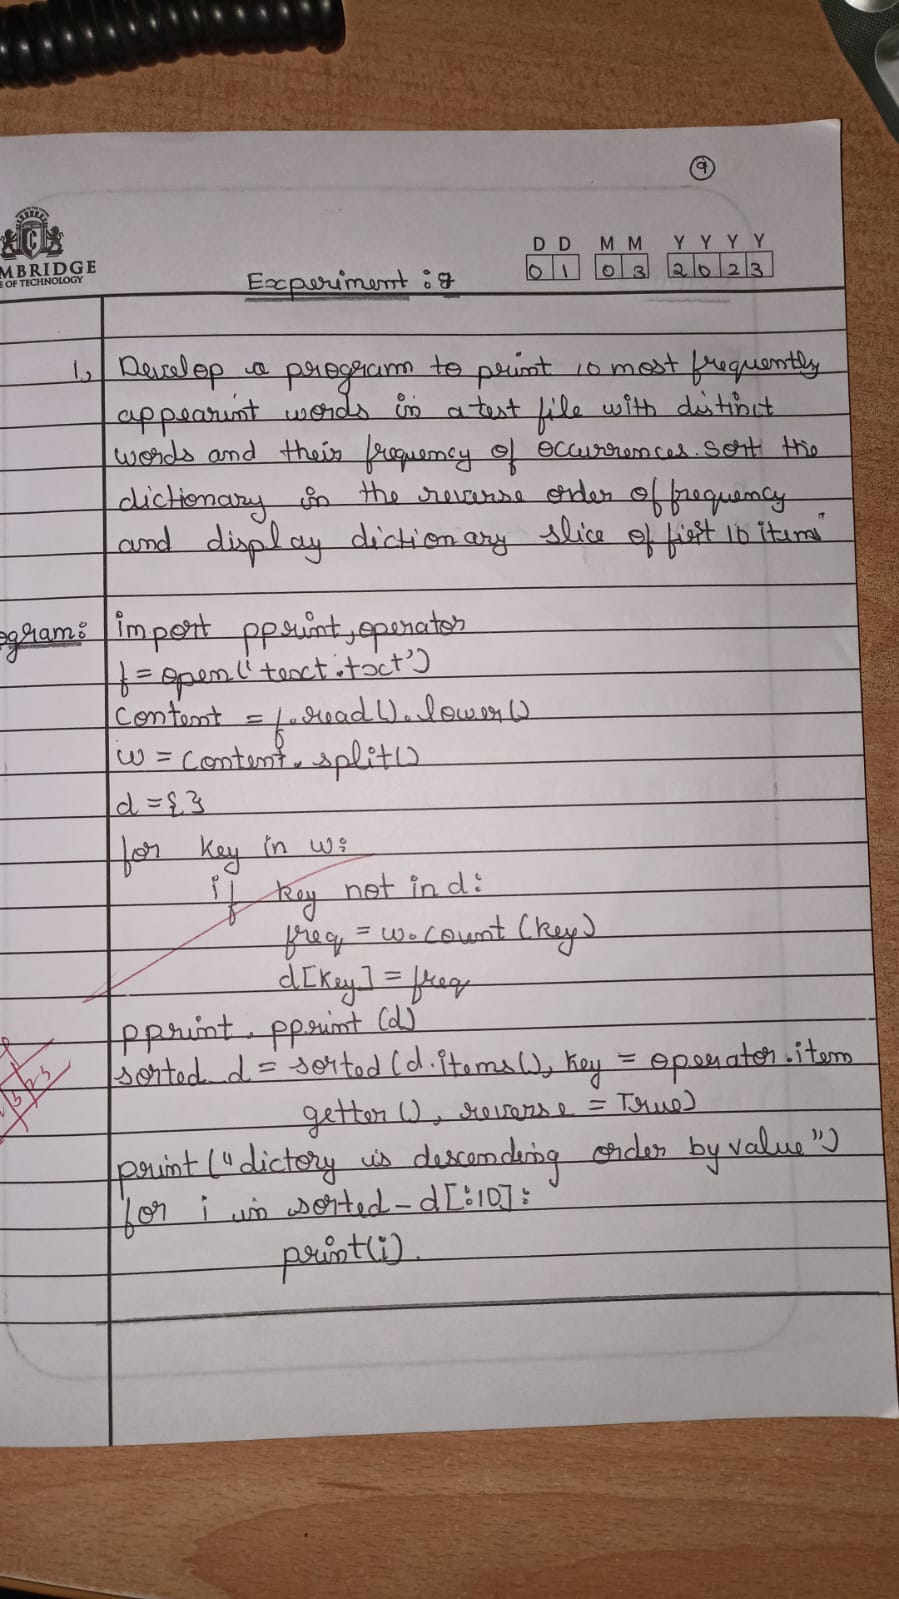 9
MBRIDGE
E OF TECHNOLOGY
D D M M Y Y Y Y
0 1 0 3 2 0 2 3
Experiment :7
1, Develop a program to print 10 most frequently
appearint words in a text file with distinct
words and their frequency of occurrences. sort the
dictionary in the reverse order of frequency
and display dictionary slice of first 10 items"
ogram: import pprint, operator
f = open('text.txt')
Content = f.read().lower()
w = content.split()
d = {}
for key in w:
if key not in d:
freq = w.count(key)
d[key] = freq
pprint.pprint(d)
sorted_d = sorted(d.items(), key = operator.item
getter(), reverse = True)
print("dictory is descending order by value")
for i in sorted_d[:10]:
print(i).